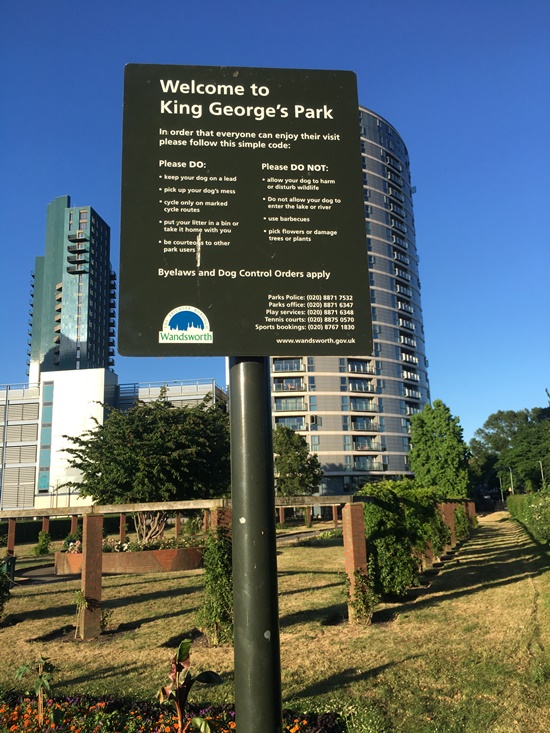 Welcome to
King George's Park
In order that everyone can enjoy their visit
please follow this simple code:
Please DO:
• keep your dog on a lead
• pick up your dog's mess
• cycle only on marked
cycle routes
• put your litter in a bin or
take it home with you
• be courteous to other
park users
Please DO NOT:
• allow your dog to harm
or disturb wildlife
• Do not allow your dog to
enter the lake or river
• use barbecues
• pick flowers or damage
trees or plants
Byelaws and Dog Control Orders apply
Parks Police: (020) 8871 7532
Parks office: (020) 8871 6347
Play services: (020) 8871 6348
Tennis courts: (020) 8875 0570
Sports bookings: (020) 8767 1830
www.wandsworth.gov.uk
Wandsworth